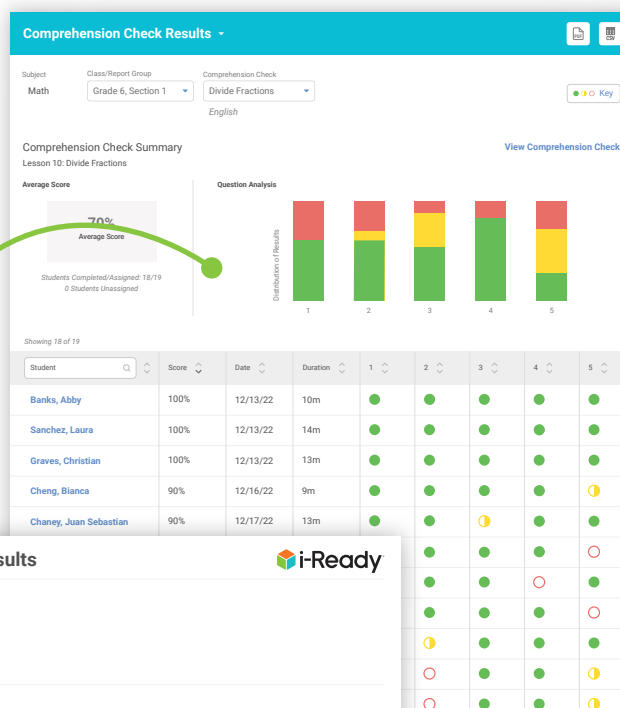 Comprehension Check Results
PDF
CSV
Subject
Class/Report Group
Comprehension Check
Math
Grade 6, Section 1
Divide Fractions
Key
English
Comprehension Check Summary
View Comprehension Check
Lesson 10: Divide Fractions
Average Score
Question Analysis
70%
Average Score
Students Completed/Assigned: 18/19
0 Students Unassigned
Distribution of Results
1 2 3 4 5
Showing 18 of 19
Student Score Date Duration 1 2 3 4 5
Banks, Abby 100% 12/13/22 10m
Sanchez, Laura 100% 12/13/22 14m
Graves, Christian 100% 12/13/22 13m
Cheng, Bianca 90% 12/16/22 9m
Chaney, Juan Sebastian 90% 12/17/22 13m
sults
i-Ready